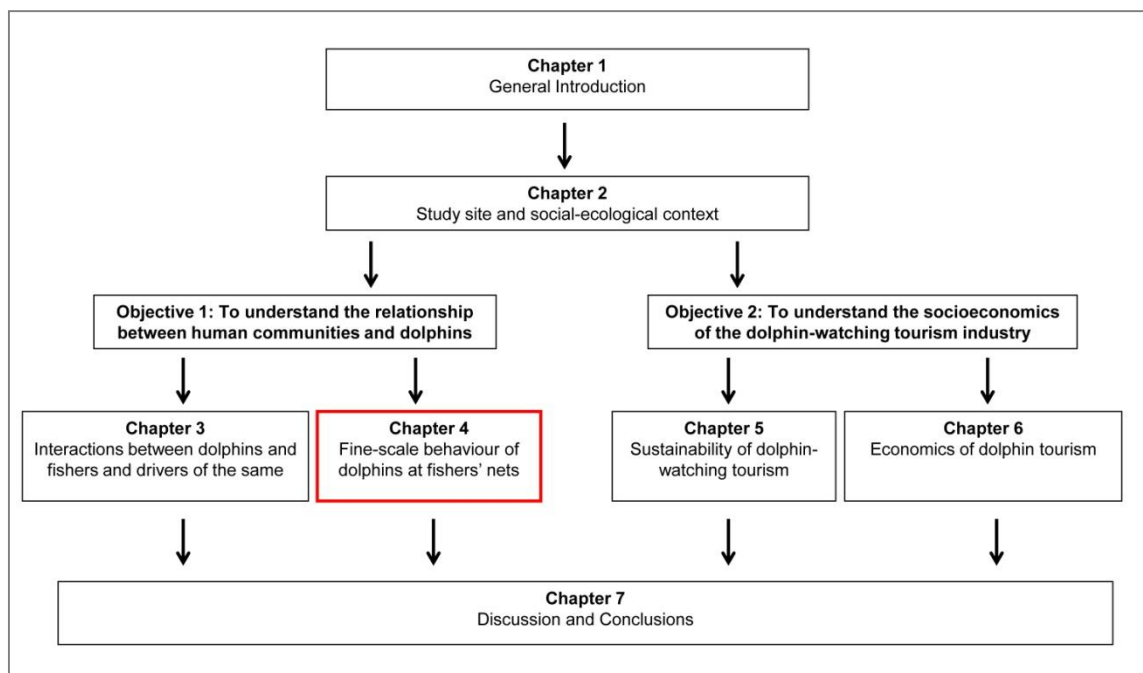 Chapter 1
General Introduction
Chapter 2
Study site and social-ecological context
Objective 1: To understand the relationship
between human communities and dolphins
Objective 2: To understand the socioeconomics
of the dolphin-watching tourism industry
Chapter 3
Interactions between dolphins and
fishers and drivers of the same
Chapter 4
Fine-scale behaviour of
dolphins at fishers’ nets
Chapter 5
Sustainability of dolphin-
watching tourism
Chapter 6
Economics of dolphin tourism
Chapter 7
Discussion and Conclusions